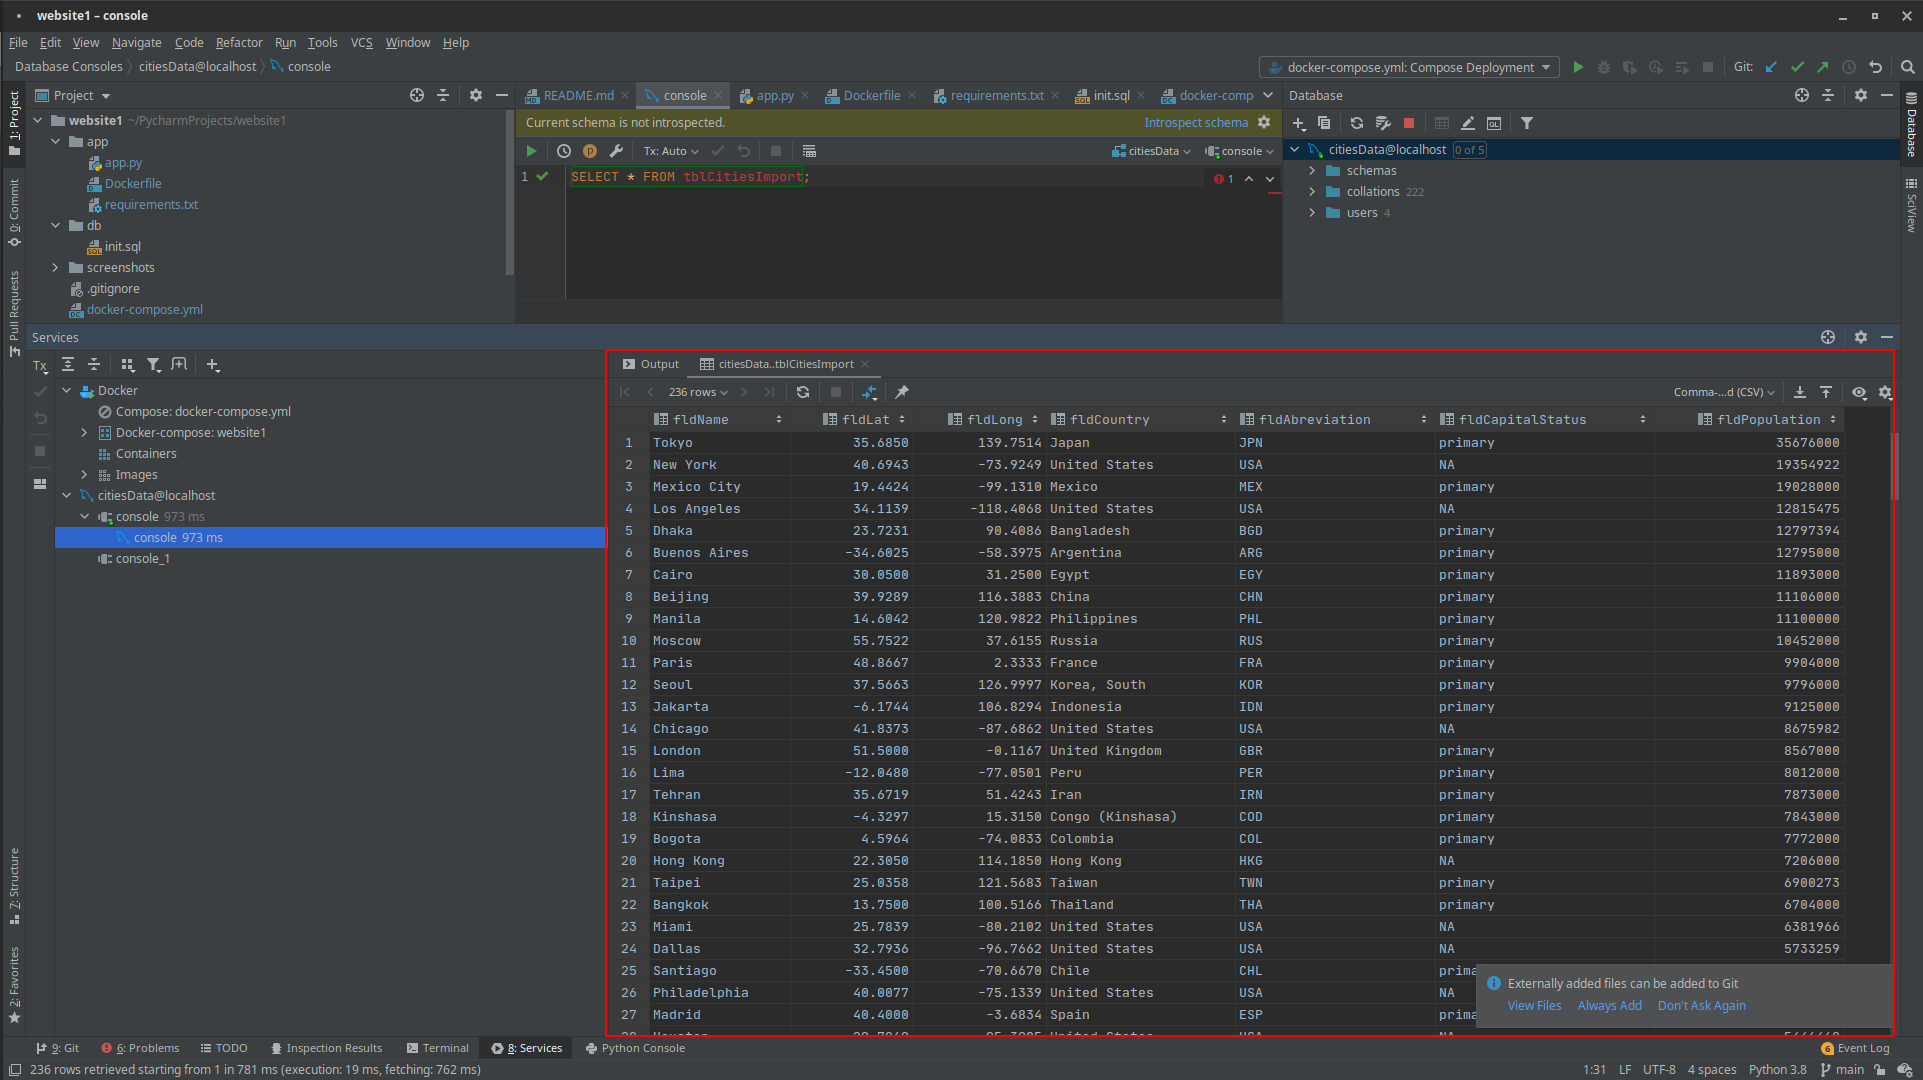 website1 – console
File Edit View Navigate Code Refactor Run Tools VCS Window Help
Database Consoles citiesData@localhost console docker-compose.yml: Compose Deployment Git:
1: Project
0: Commit
Pull Requests
7: Structure
2: Favorites
Project
website1 ~/PycharmProjects/website1
app
app.py
Dockerfile
requirements.txt
db
init.sql
screenshots
.gitignore
docker-compose.yml
README.md console app.py Dockerfile requirements.txt init.sql docker-comp
Current schema is not introspected. Introspect schema
Tx: Auto citiesData console
1 SELECT * FROM tblCitiesImport; 1
Database
citiesData@localhost 0 of 5
schemas
collations 222
users 4
Database
SciView
Services
Tx
Docker
Compose: docker-compose.yml
Docker-compose: website1
Containers
Images
citiesData@localhost
console 973 ms
console 973 ms
console_1
Output citiesData..tblCitiesImport
236 rows Comma-...d (CSV)
fldName fldLat fldLong fldCountry fldAbreviation fldCapitalStatus fldPopulation
1 Tokyo 35.6850 139.7514 Japan JPN primary 35676000
2 New York 40.6943 -73.9249 United States USA NA 19354922
3 Mexico City 19.4424 -99.1310 Mexico MEX primary 19028000
4 Los Angeles 34.1139 -118.4068 United States USA NA 12815475
5 Dhaka 23.7231 90.4086 Bangladesh BGD primary 12797394
6 Buenos Aires -34.6025 -58.3975 Argentina ARG primary 12795000
7 Cairo 30.0500 31.2500 Egypt EGY primary 11893000
8 Beijing 39.9289 116.3883 China CHN primary 11106000
9 Manila 14.6042 120.9822 Philippines PHL primary 11100000
10 Moscow 55.7522 37.6155 Russia RUS primary 10452000
11 Paris 48.8667 2.3333 France FRA primary 9904000
12 Seoul 37.5663 126.9997 Korea, South KOR primary 9796000
13 Jakarta -6.1744 106.8294 Indonesia IDN primary 9125000
14 Chicago 41.8373 -87.6862 United States USA NA 8675982
15 London 51.5000 -0.1167 United Kingdom GBR primary 8567000
16 Lima -12.0480 -77.0501 Peru PER primary 8012000
17 Tehran 35.6719 51.4243 Iran IRN primary 7873000
18 Kinshasa -4.3297 15.3150 Congo (Kinshasa) COD primary 7843000
19 Bogota 4.5964 -74.0833 Colombia COL primary 7772000
20 Hong Kong 22.3050 114.1850 Hong Kong HKG NA 7206000
21 Taipei 25.0358 121.5683 Taiwan TWN primary 6900273
22 Bangkok 13.7500 100.5166 Thailand THA primary 6704000
23 Miami 25.7839 -80.2102 United States USA NA 6381966
24 Dallas 32.7936 -96.7662 United States USA NA 5733259
25 Santiago -33.4500 -70.6670 Chile CHL prima
26 Philadelphia 40.0077 -75.1339 United States USA NA
27 Madrid 40.4000 -3.6834 Spain ESP prima
Externally added files can be added to Git
View Files Always Add Don't Ask Again
9: Git 6: Problems TODO Inspection Results Terminal 8: Services Python Console 6 Event Log
236 rows retrieved starting from 1 in 781 ms (execution: 19 ms, fetching: 762 ms) 1:31 LF UTF-8 4 spaces Python 3.8 main